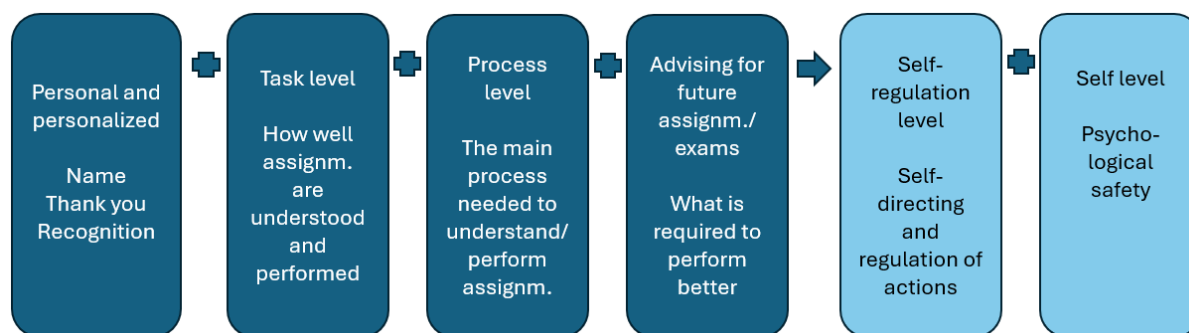 Personal and
personalized
Name
Thank you
Recognition
Task level
How well
assignm.
are
understood
and
performed
Process
level
The main
process
needed to
understand/
perform
assignm.
Advising for
future
assignm./
exams
What is
required to
perform
better
Self-
regulation
level
Self-
directing
and
regulation of
actions
Self level
Psycho-
logical
safety